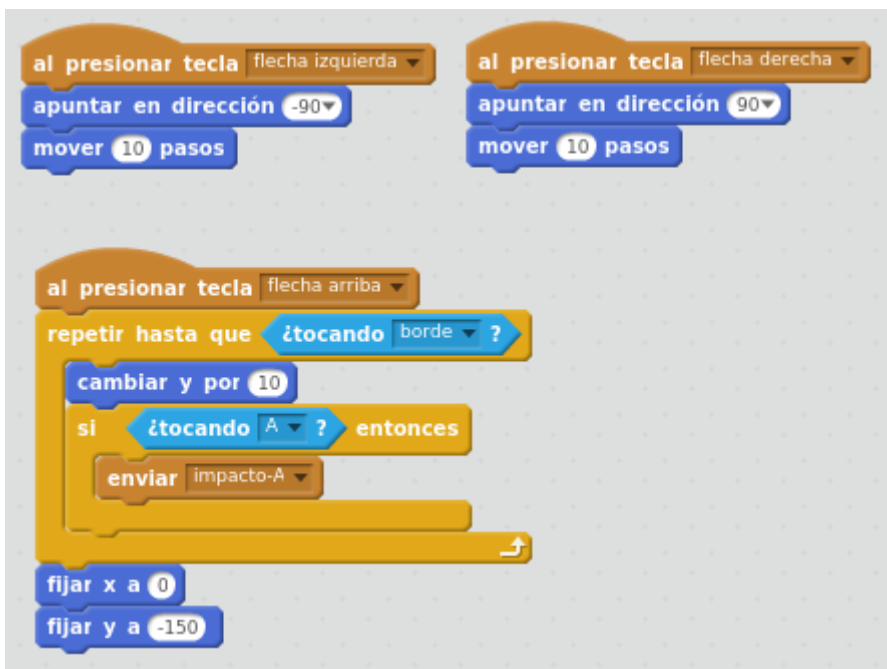 al presionar tecla flecha izquierda
apuntar en dirección -90
mover 10 pasos
al presionar tecla flecha derecha
apuntar en dirección 90
mover 10 pasos
al presionar tecla flecha arriba
repetir hasta que ¿tocando borde ?
cambiar y por 10
si ¿tocando A ? entonces
enviar impacto-A
fijar x a 0
fijar y a -150